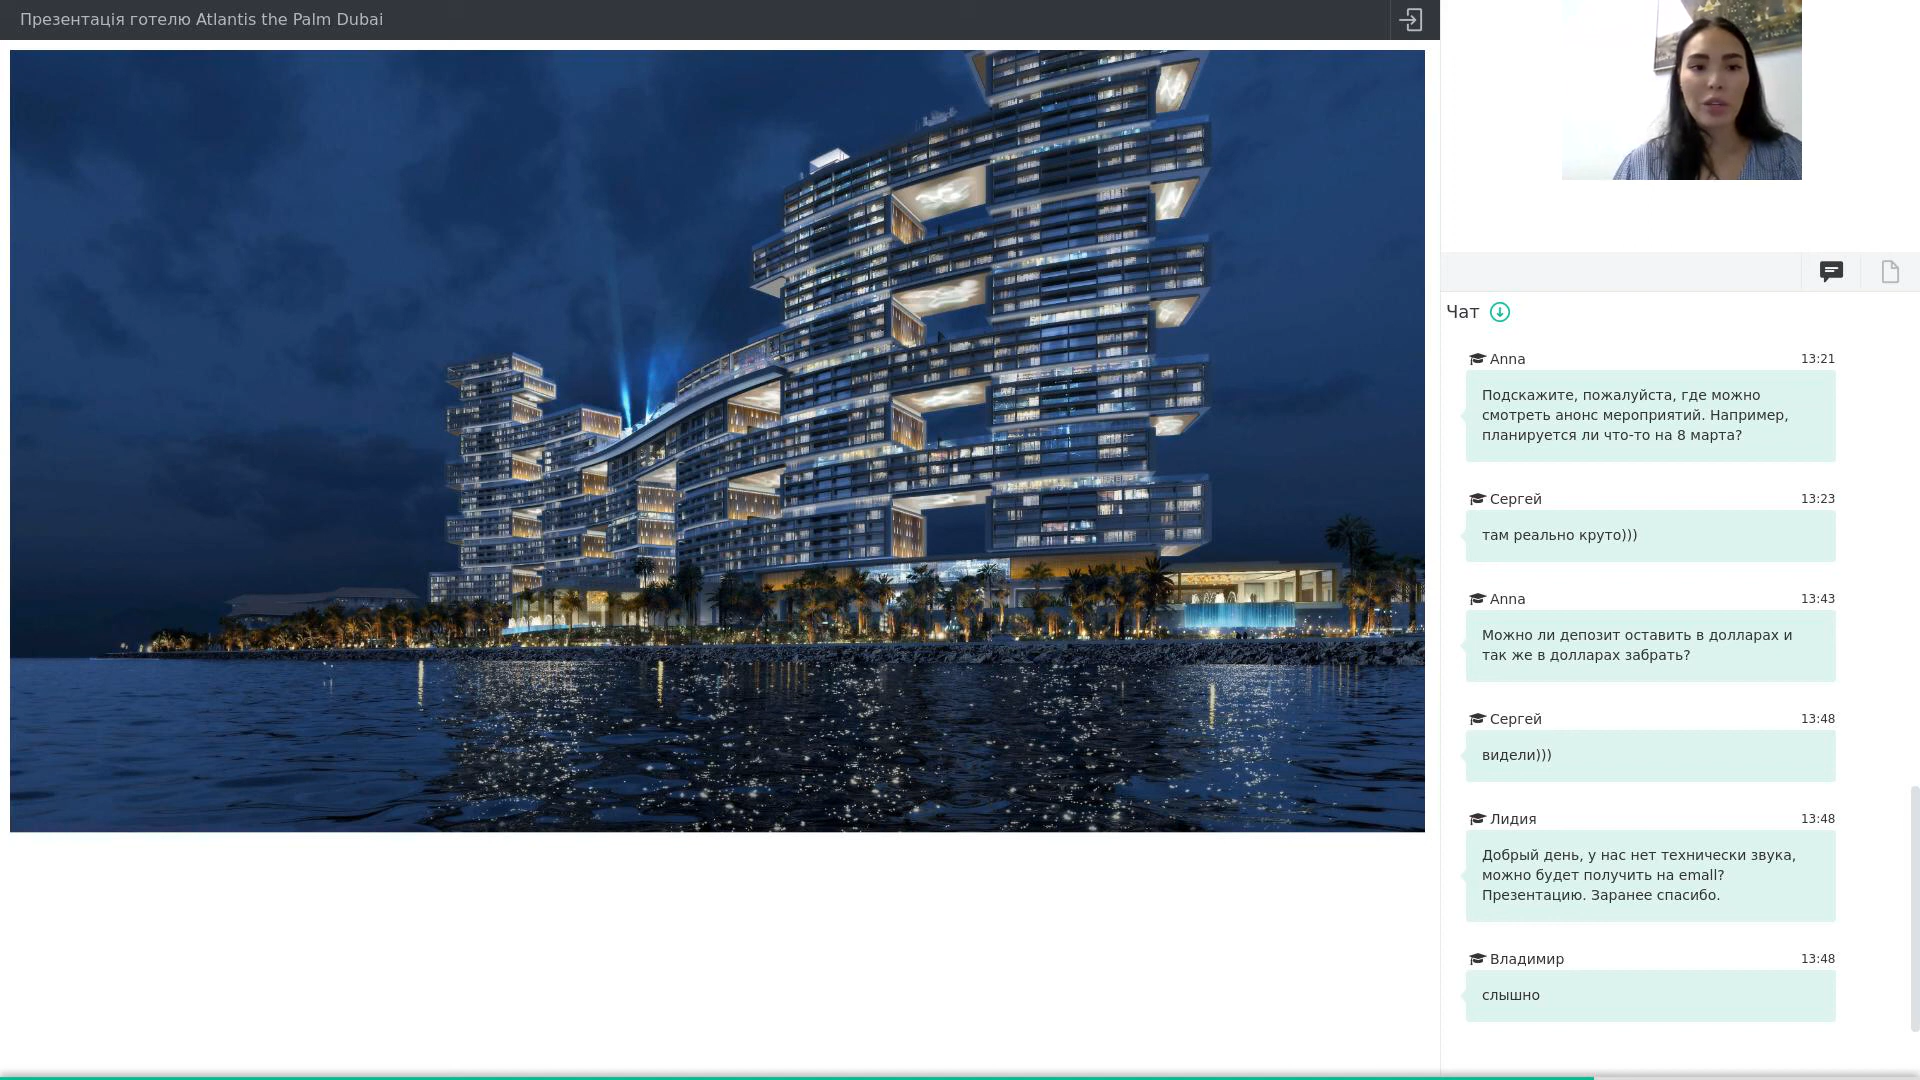 Презентація готелю Atlantis the Palm Dubai
Чат
Anna 13:21
Подскажите, пожалуйста, где можно
смотреть анонс мероприятий. Например,
планируется ли что-то на 8 марта?
Сергей 13:23
там реально круто)))
Anna 13:43
Можно ли депозит оставить в долларах и
так же в долларах забрать?
Сергей 13:48
видели)))
Лидия 13:48
Добрый день, у нас нет технически звука,
можно будет получить на emall?
Презентацию. Заранее спасибо.
Владимир 13:48
слышно